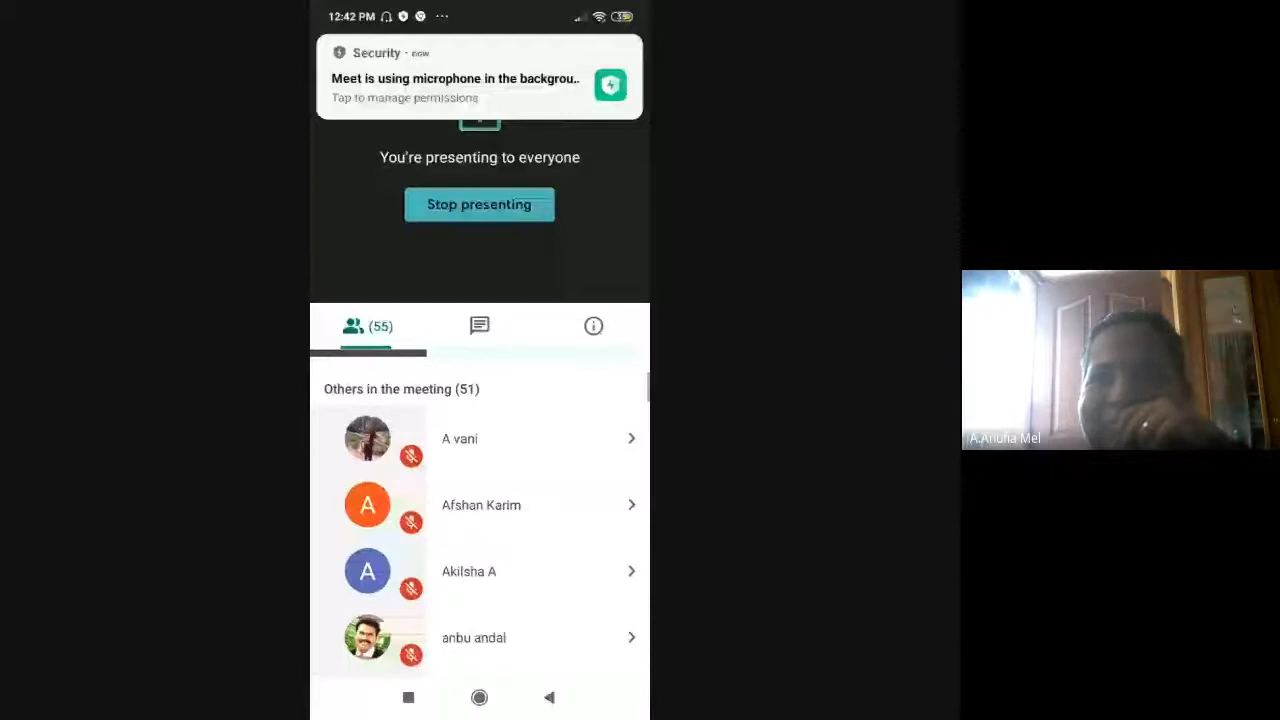 12:42 PM
Security · now
Meet is using microphone in the backgrou..
Tap to manage permissions
You're presenting to everyone
Stop presenting
(55)
Others in the meeting (51)
A vani
A
Afshan Karim
A
Akilsha A
anbu andal
A.Anufia Mel